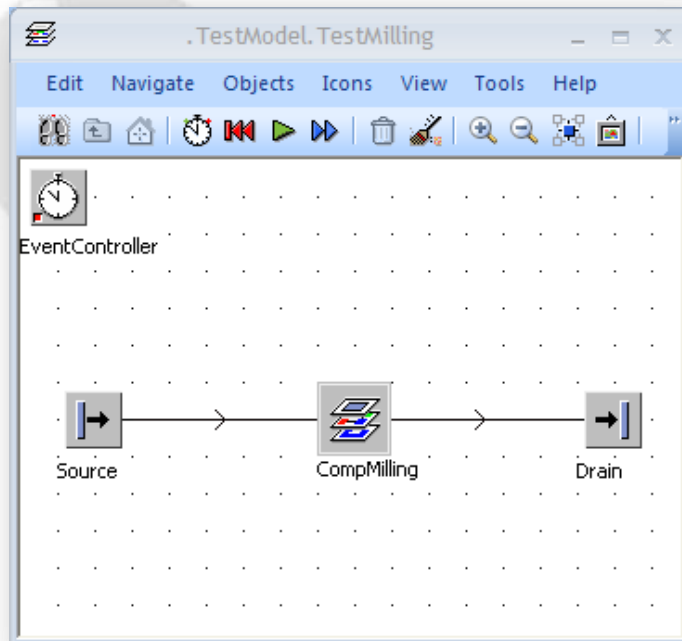 .TestModel.TestMilling
Edit Navigate Objects Icons View Tools Help
EventController
Source CompMilling Drain